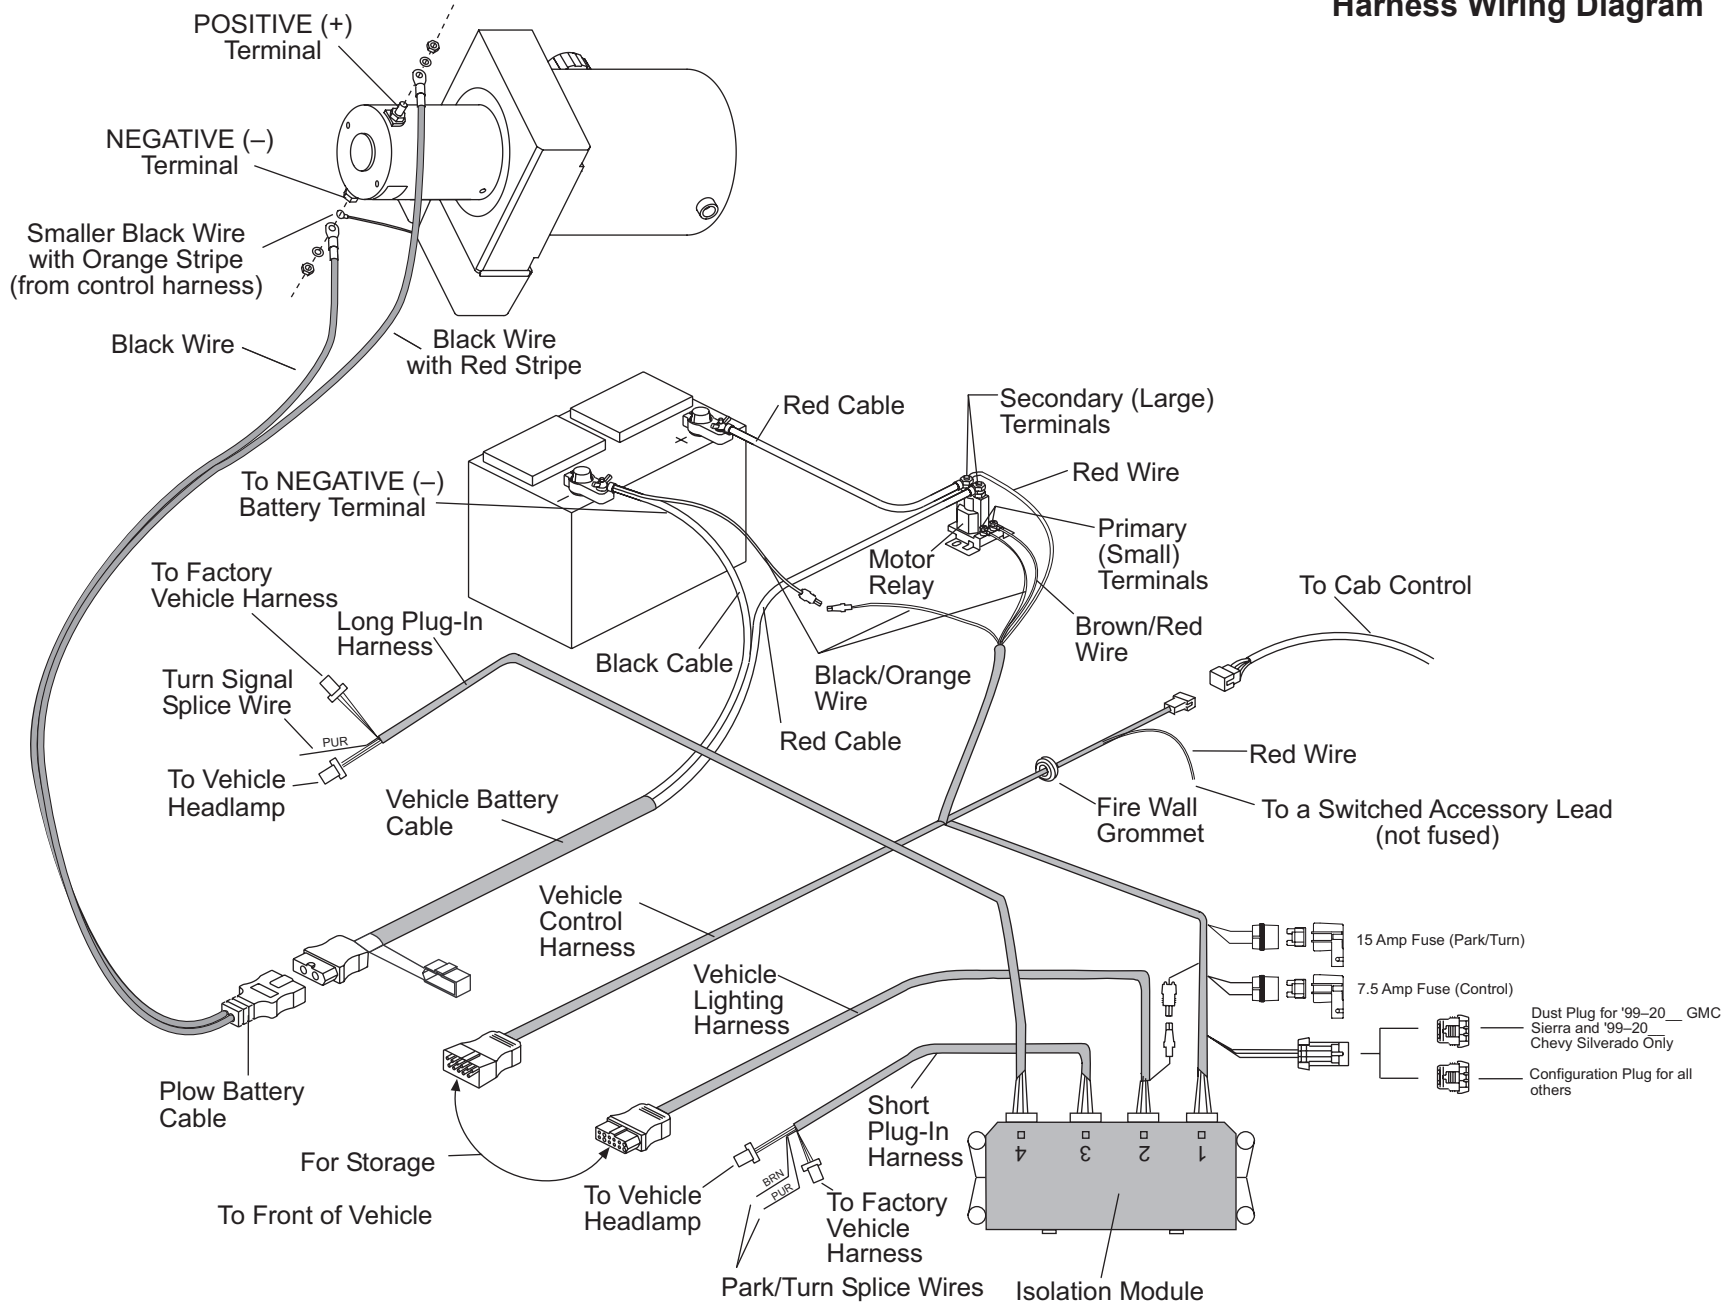 Harness Wiring Diagram
POSITIVE (+)
Terminal
NEGATIVE (–)
Terminal
Smaller Black Wire
with Orange Stripe
(from control harness)
Black Wire
Black Wire
with Red Stripe
Red Cable
Secondary (Large)
Terminals
To NEGATIVE (–)
Battery Terminal
Red Wire
Motor
Relay
Primary
(Small)
Terminals
To Factory
Vehicle Harness
Long Plug-In
Harness
To Cab Control
Turn Signal
Splice Wire
PUR
Black Cable
Black/Orange
Wire
Brown/Red
Wire
Red Cable
To Vehicle
Headlamp
Vehicle Battery
Cable
Red Wire
Fire Wall
Grommet
To a Switched Accessory Lead
(not fused)
Vehicle
Control
Harness
15 Amp Fuse (Park/Turn)
Vehicle
Lighting
Harness
7.5 Amp Fuse (Control)
Dust Plug for '99–20__ GMC
Sierra and '99–20__
Chevy Silverado Only
Configuration Plug for all
others
Plow Battery
Cable
Short
Plug-In
Harness
4
3
2
1
For Storage
BRN
PUR
To Front of Vehicle
To Vehicle
Headlamp
To Factory
Vehicle
Harness
Park/Turn Splice Wires
Isolation Module
+
–